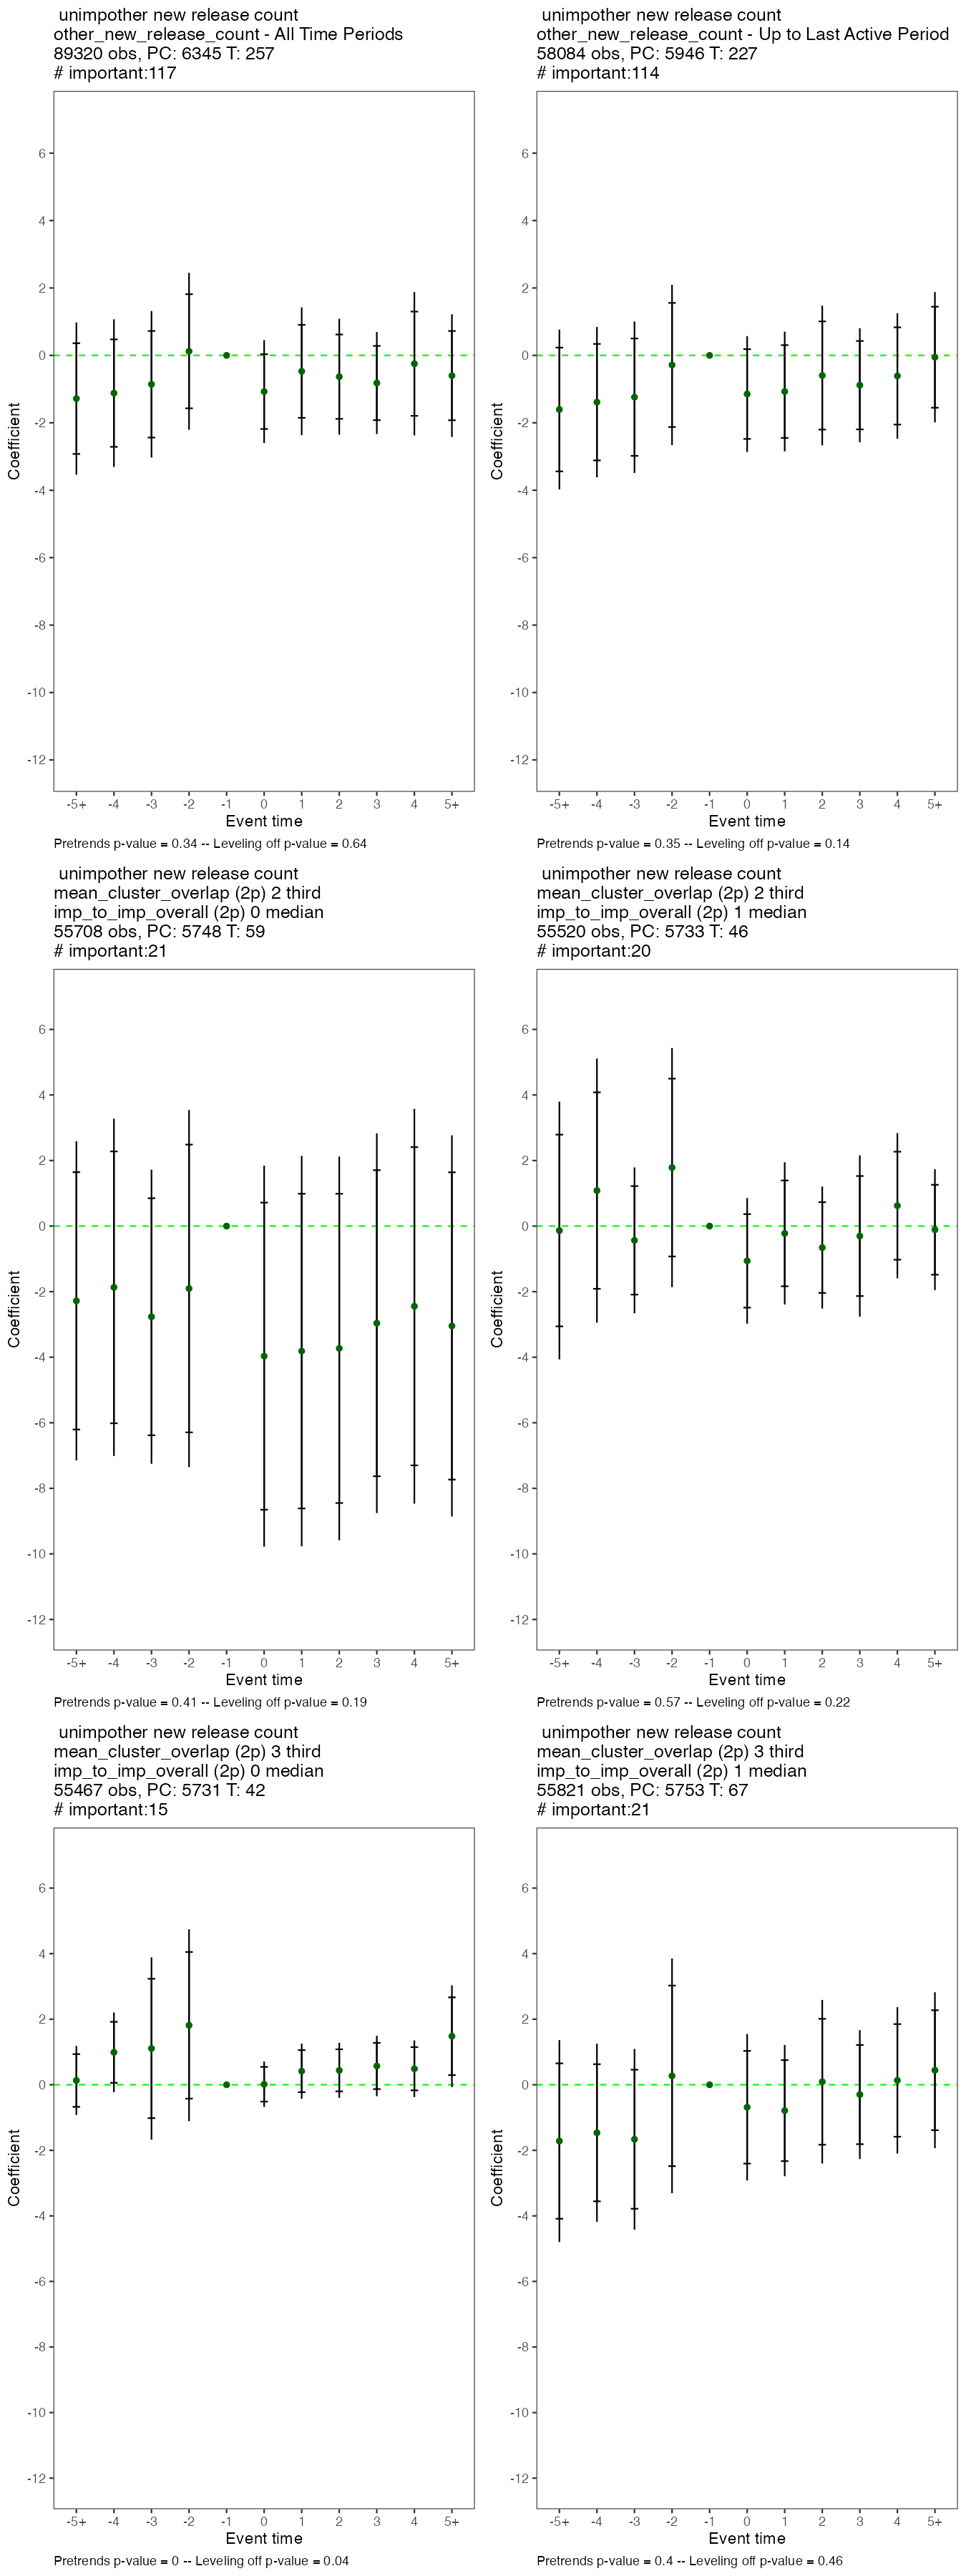 unimpother new release count
other_new_release_count - All Time Periods
89320 obs, PC: 6345 T: 257
# important:117
6
4
2
0
-2
-4
-6
-8
-10
-12
Coefficient
-5+ -4 -3 -2 -1 0 1 2 3 4 5+
Event time
Pretrends p-value = 0.34 -- Leveling off p-value = 0.64
unimpother new release count
other_new_release_count - Up to Last Active Period
58084 obs, PC: 5946 T: 227
# important:114
6
4
2
0
-2
-4
-6
-8
-10
-12
Coefficient
-5+ -4 -3 -2 -1 0 1 2 3 4 5+
Event time
Pretrends p-value = 0.35 -- Leveling off p-value = 0.14
unimpother new release count
mean_cluster_overlap (2p) 2 third
imp_to_imp_overall (2p) 0 median
55708 obs, PC: 5748 T: 59
# important:21
6
4
2
0
-2
-4
-6
-8
-10
-12
Coefficient
-5+ -4 -3 -2 -1 0 1 2 3 4 5+
Event time
Pretrends p-value = 0.41 -- Leveling off p-value = 0.19
unimpother new release count
mean_cluster_overlap (2p) 2 third
imp_to_imp_overall (2p) 1 median
55520 obs, PC: 5733 T: 46
# important:20
6
4
2
0
-2
-4
-6
-8
-10
-12
Coefficient
-5+ -4 -3 -2 -1 0 1 2 3 4 5+
Event time
Pretrends p-value = 0.57 -- Leveling off p-value = 0.22
unimpother new release count
mean_cluster_overlap (2p) 3 third
imp_to_imp_overall (2p) 0 median
55467 obs, PC: 5731 T: 42
# important:15
6
4
2
0
-2
-4
-6
-8
-10
-12
Coefficient
-5+ -4 -3 -2 -1 0 1 2 3 4 5+
Event time
Pretrends p-value = 0 -- Leveling off p-value = 0.04
unimpother new release count
mean_cluster_overlap (2p) 3 third
imp_to_imp_overall (2p) 1 median
55821 obs, PC: 5753 T: 67
# important:21
6
4
2
0
-2
-4
-6
-8
-10
-12
Coefficient
-5+ -4 -3 -2 -1 0 1 2 3 4 5+
Event time
Pretrends p-value = 0.4 -- Leveling off p-value = 0.46